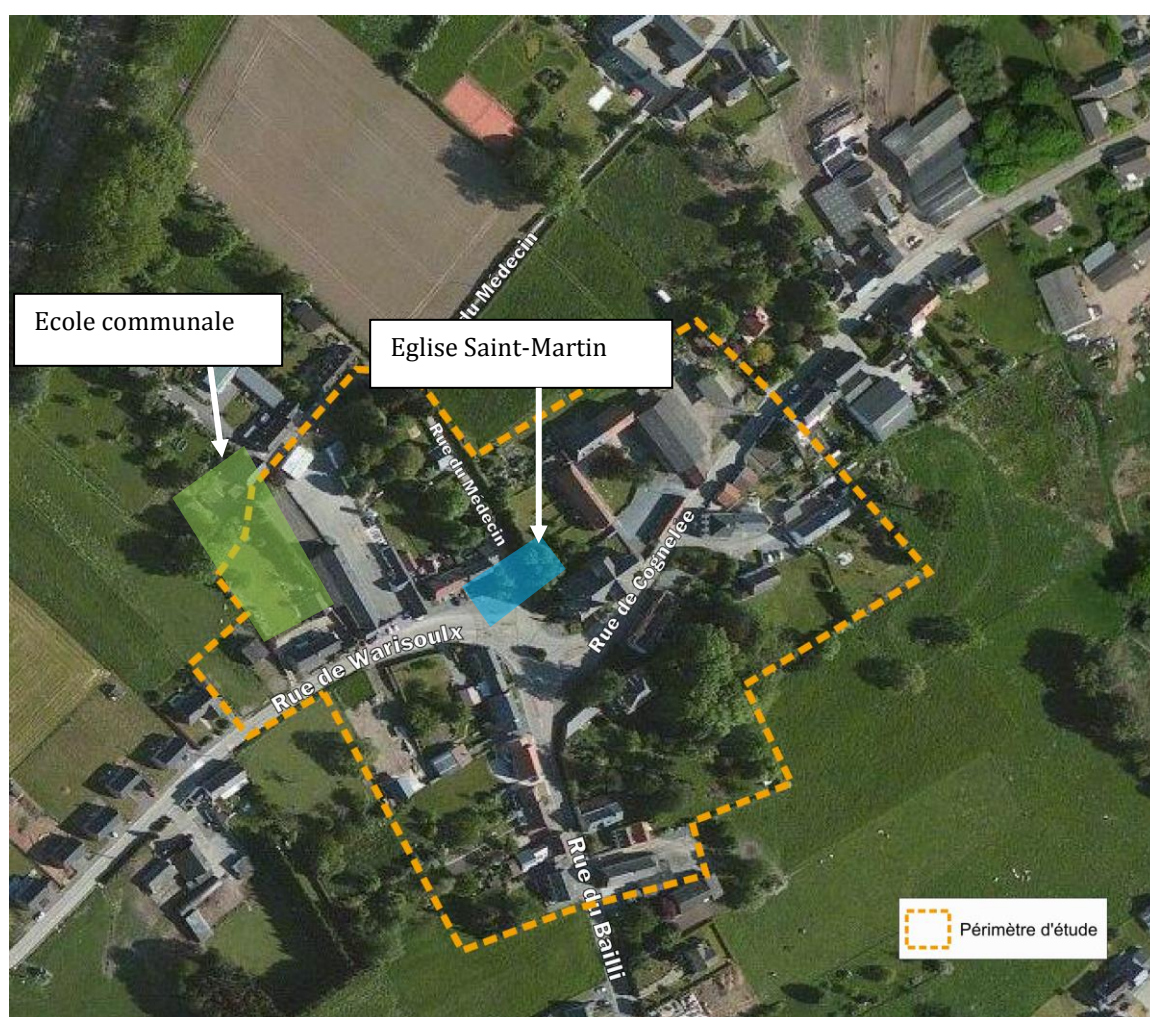 du Médecin
Ecole communale
Eglise Saint-Martin
Rue du Médecin
Rue de Cognelée
Rue de Warisoulx
Rue du Bailli
Périmètre d'étude